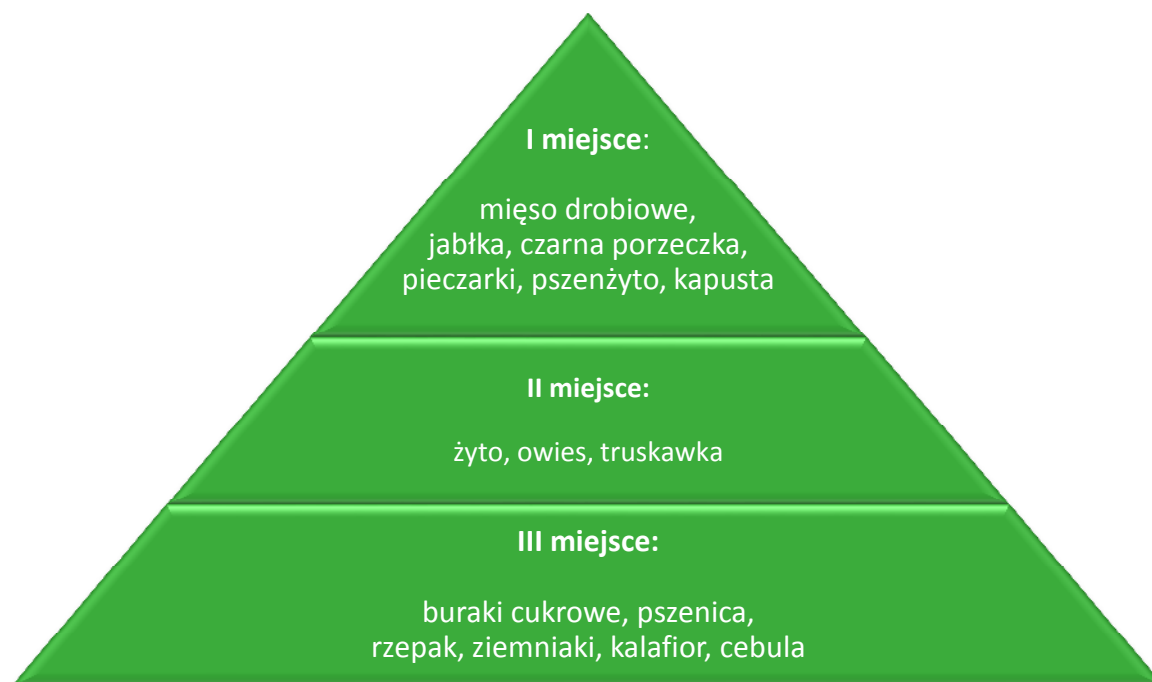 I miejsce:
mięso drobiowe,
jabłka, czarna porzeczka,
pieczarki, pszenżyto, kapusta
II miejsce:
żyto, owies, truskawka
III miejsce:
buraki cukrowe, pszenica,
rzepak, ziemniaki, kalafior, cebula